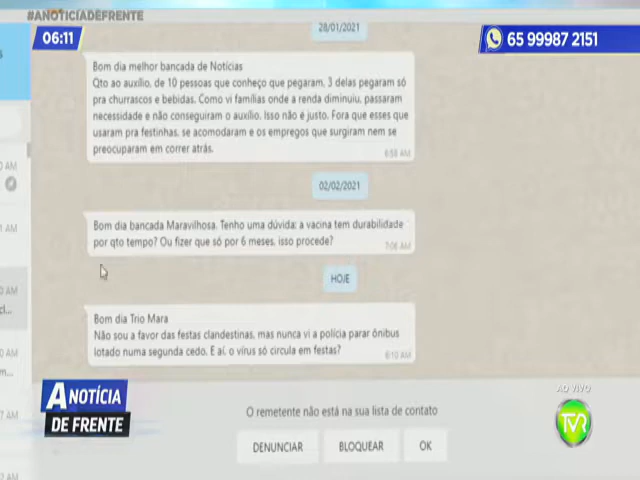 #ANOTICIADEFRENTE
06:11
28/01/2021
65 99987 2151
Bom dia melhor bancada de Notícias
Qto ao auxílio, de 10 pessoas que conheço que pegaram, 3 delas pegaram só
pra churrascos e bebidas. Como vi famílias onde a renda diminuiu, passaram
necessidade e não conseguiram o auxílio. Isso não é justo. Fora que esses que
usaram pra festinhas, se acomodaram e os empregos que surgiram nem se
preocuparam em correr atrás.
6:58 AM
02/02/2021
Bom dia bancada Maravilhosa. Tenho uma dúvida: a vacina tem durabilidade
por qto tempo? Ou fizer que só por 6 meses, isso procede?
7:06 AM
HOJE
Bom dia Trio Mara
Não sou a favor das festas clandestinas, mas nunca vi a polícia parar ônibus
lotado numa segunda cedo. E aí, o vírus só circula em festas?
6:10 AM
A NOTÍCIA
DE FRENTE
AO VIVO
TVR
O remetente não está na sua lista de contato
DENUNCIAR
BLOQUEAR
OK